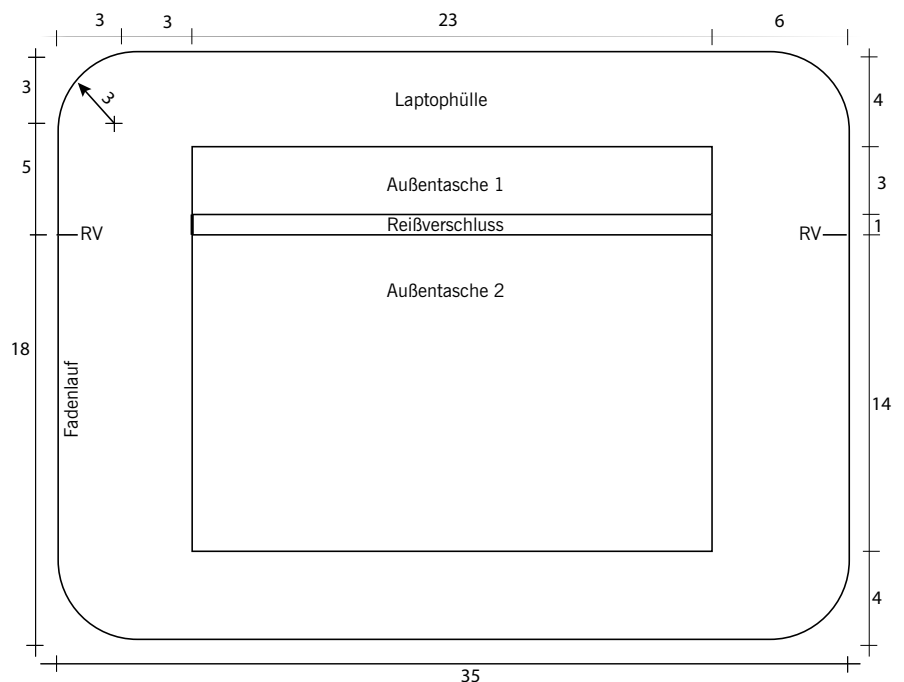 3 3 23 6
3
3
Laptophülle
4
5
Außentasche 1
3
Reißverschluss
1
RV
RV
Außentasche 2
18
Fadenlauf
14
4
35